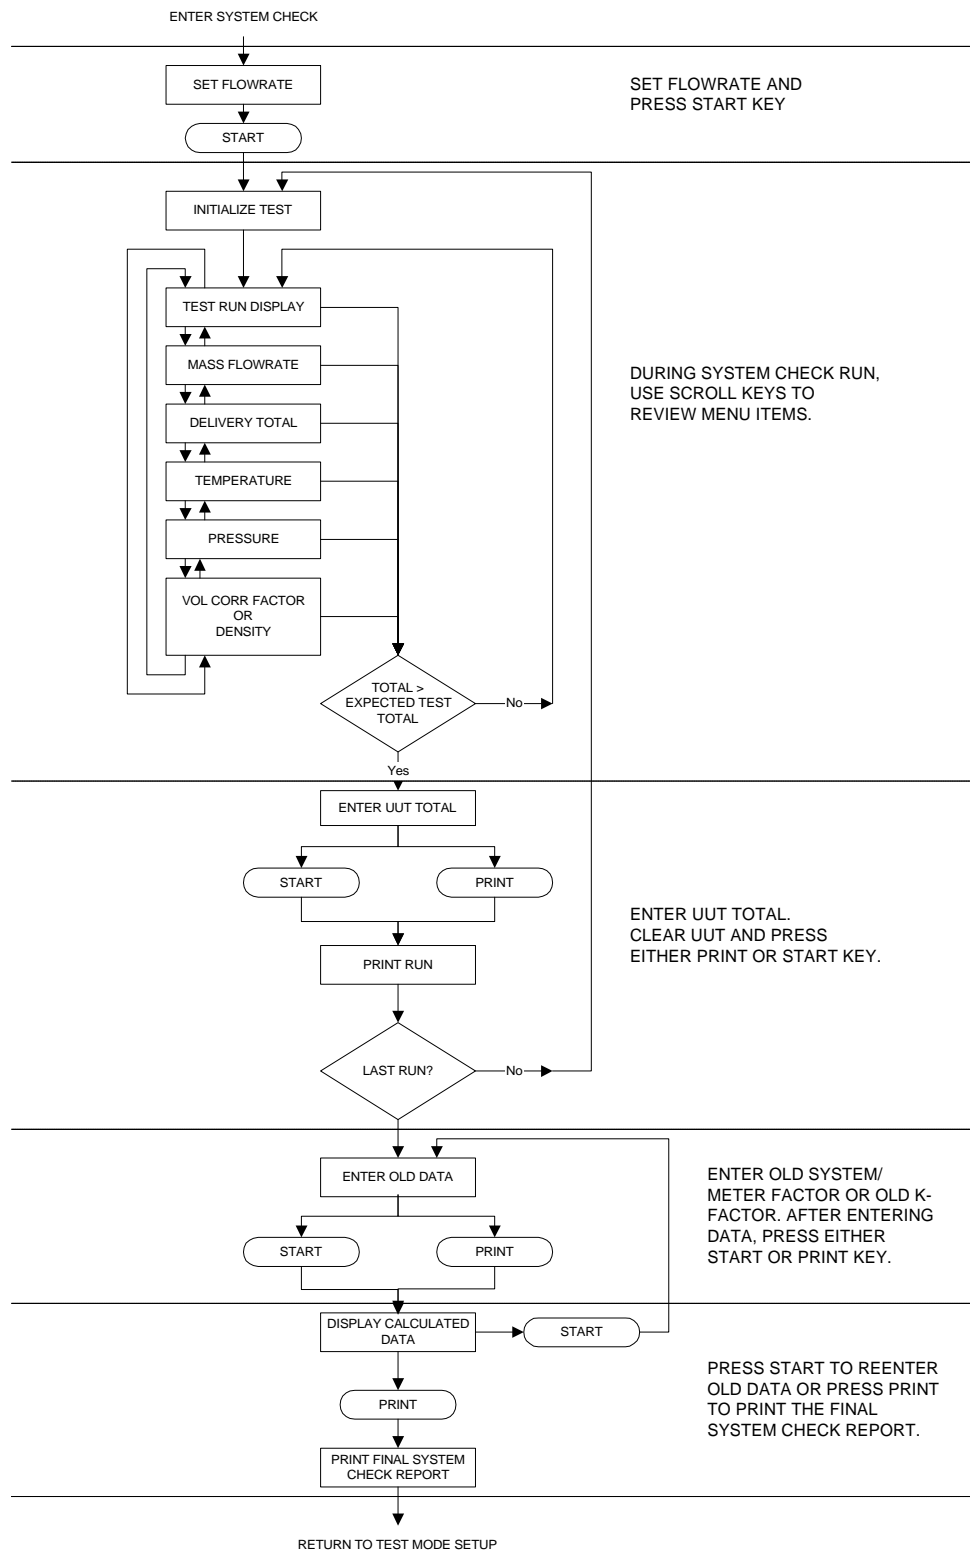 ENTER SYSTEM CHECK
SET FLOWRATE
SET FLOWRATE AND
PRESS START KEY
START
INITIALIZE TEST
TEST RUN DISPLAY
MASS FLOWRATE
DELIVERY TOTAL
TEMPERATURE
PRESSURE
VOL CORR FACTOR
OR
DENSITY
DURING SYSTEM CHECK RUN,
USE SCROLL KEYS TO
REVIEW MENU ITEMS.
TOTAL >
EXPECTED TEST
TOTAL
No
Yes
ENTER UUT TOTAL
START
PRINT
PRINT RUN
ENTER UUT TOTAL.
CLEAR UUT AND PRESS
EITHER PRINT OR START KEY.
LAST RUN?
No
ENTER OLD DATA
START
PRINT
ENTER OLD SYSTEM/
METER FACTOR OR OLD K-
FACTOR. AFTER ENTERING
DATA, PRESS EITHER
START OR PRINT KEY.
DISPLAY CALCULATED
DATA
START
PRINT
PRINT FINAL SYSTEM
CHECK REPORT
PRESS START TO REENTER
OLD DATA OR PRESS PRINT
TO PRINT THE FINAL
SYSTEM CHECK REPORT.
RETURN TO TEST MODE SETUP